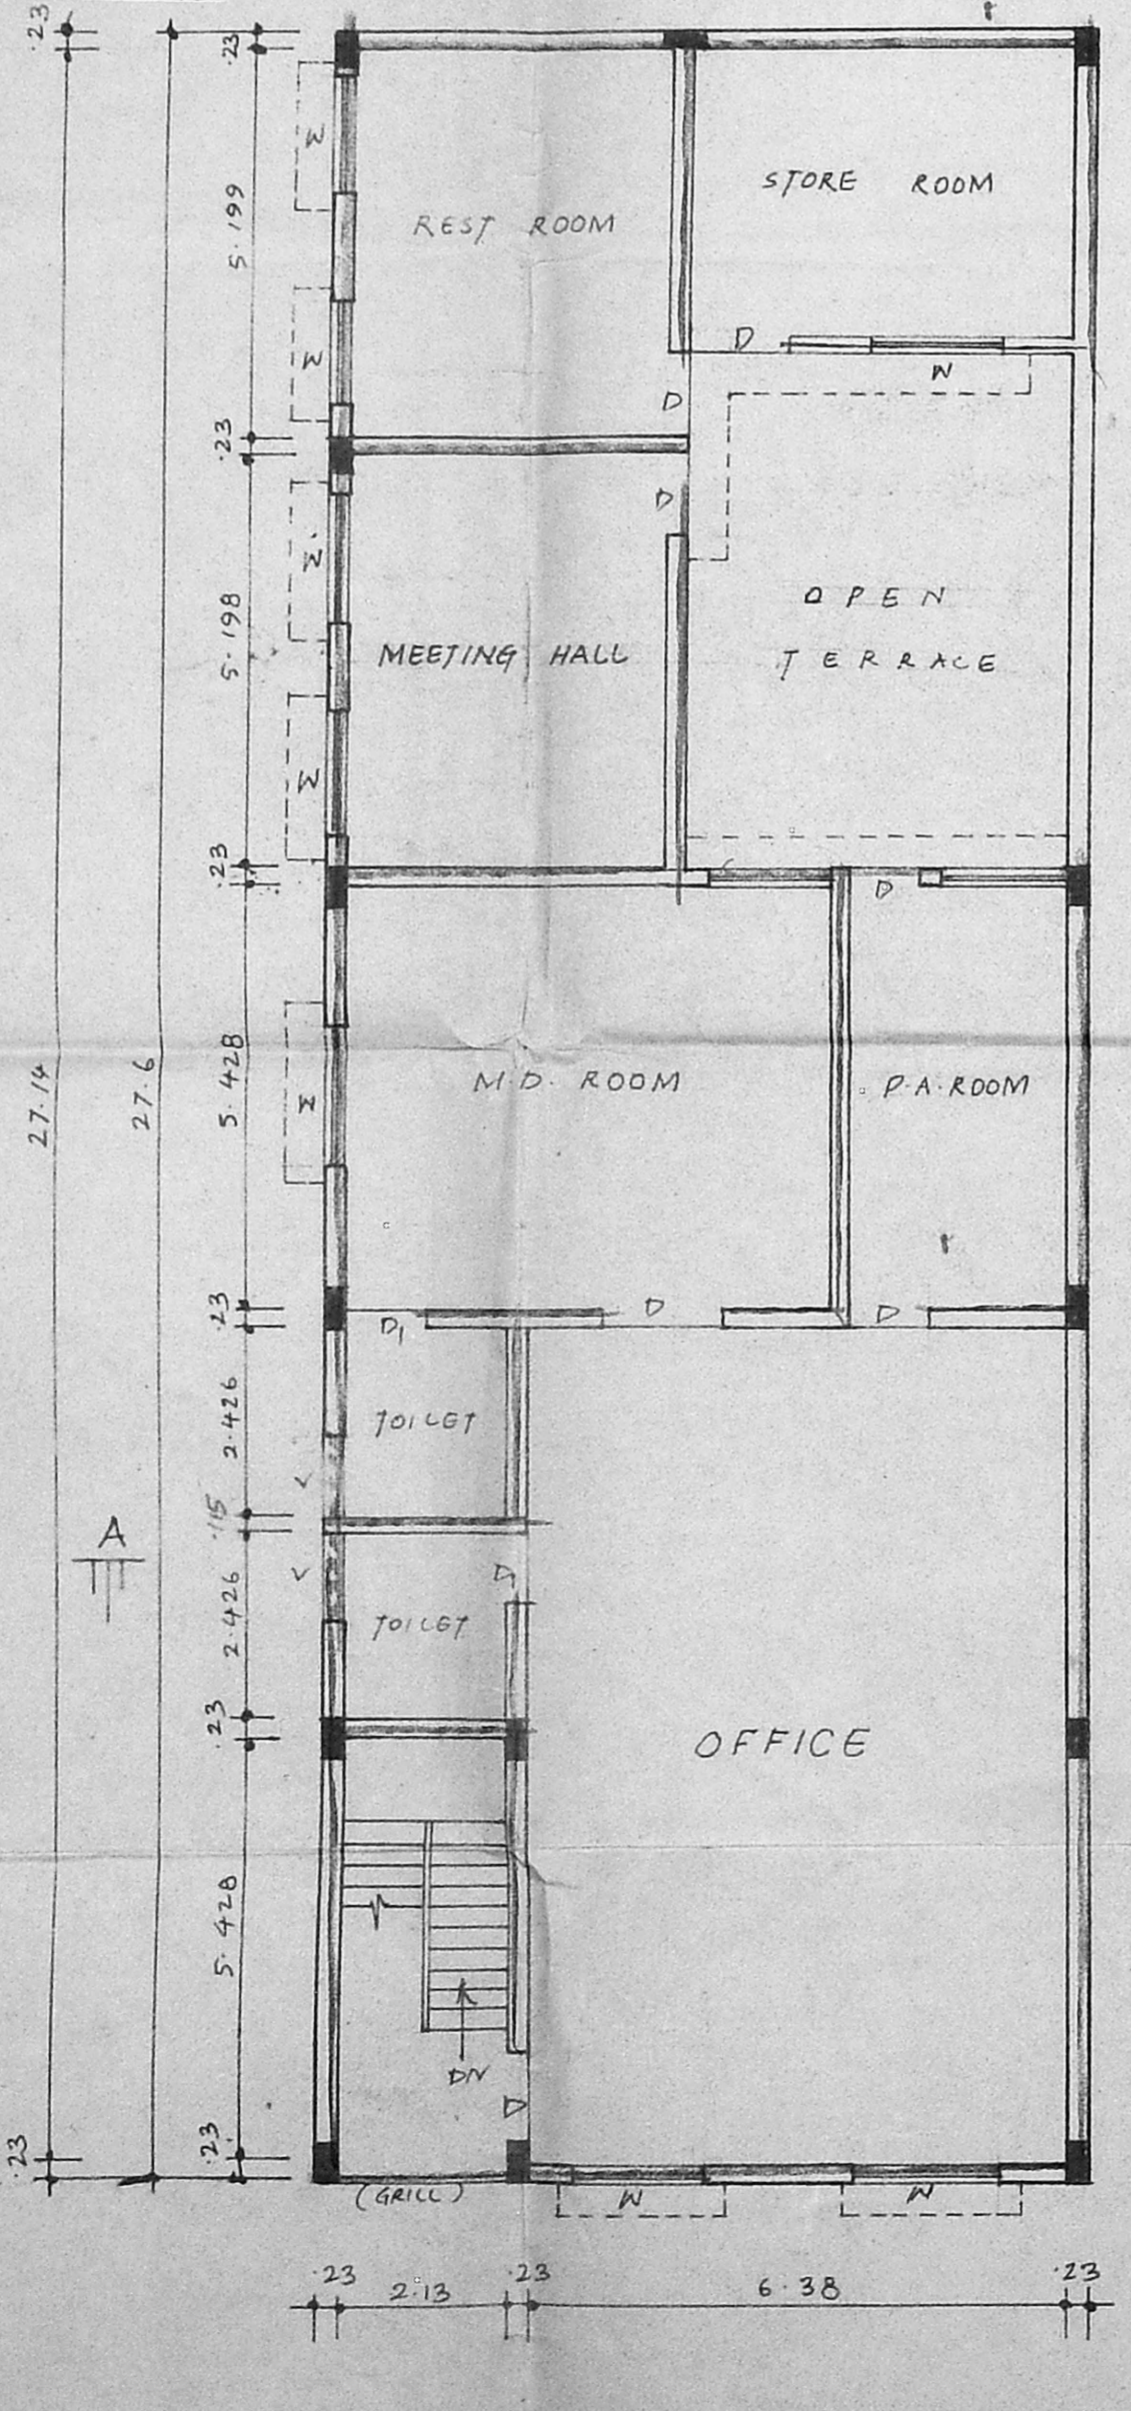 .23
.23
STORE ROOM
W
5.199
REST ROOM
D
W
W
D
.23
D
W
5.198
OPEN
MEETING HALL
TERRACE
W
.23
D
27.14
27.6
5.428
W
M.D. ROOM
P.A. ROOM
.23
D1
D
D
2.426
TOILET
V
.115
A
V
D1
2.426
TOILET
.23
OFFICE
5.428
DN
D
.23
.23
(GRILL)
W
W
.23
2.13
.23
6.38
.23